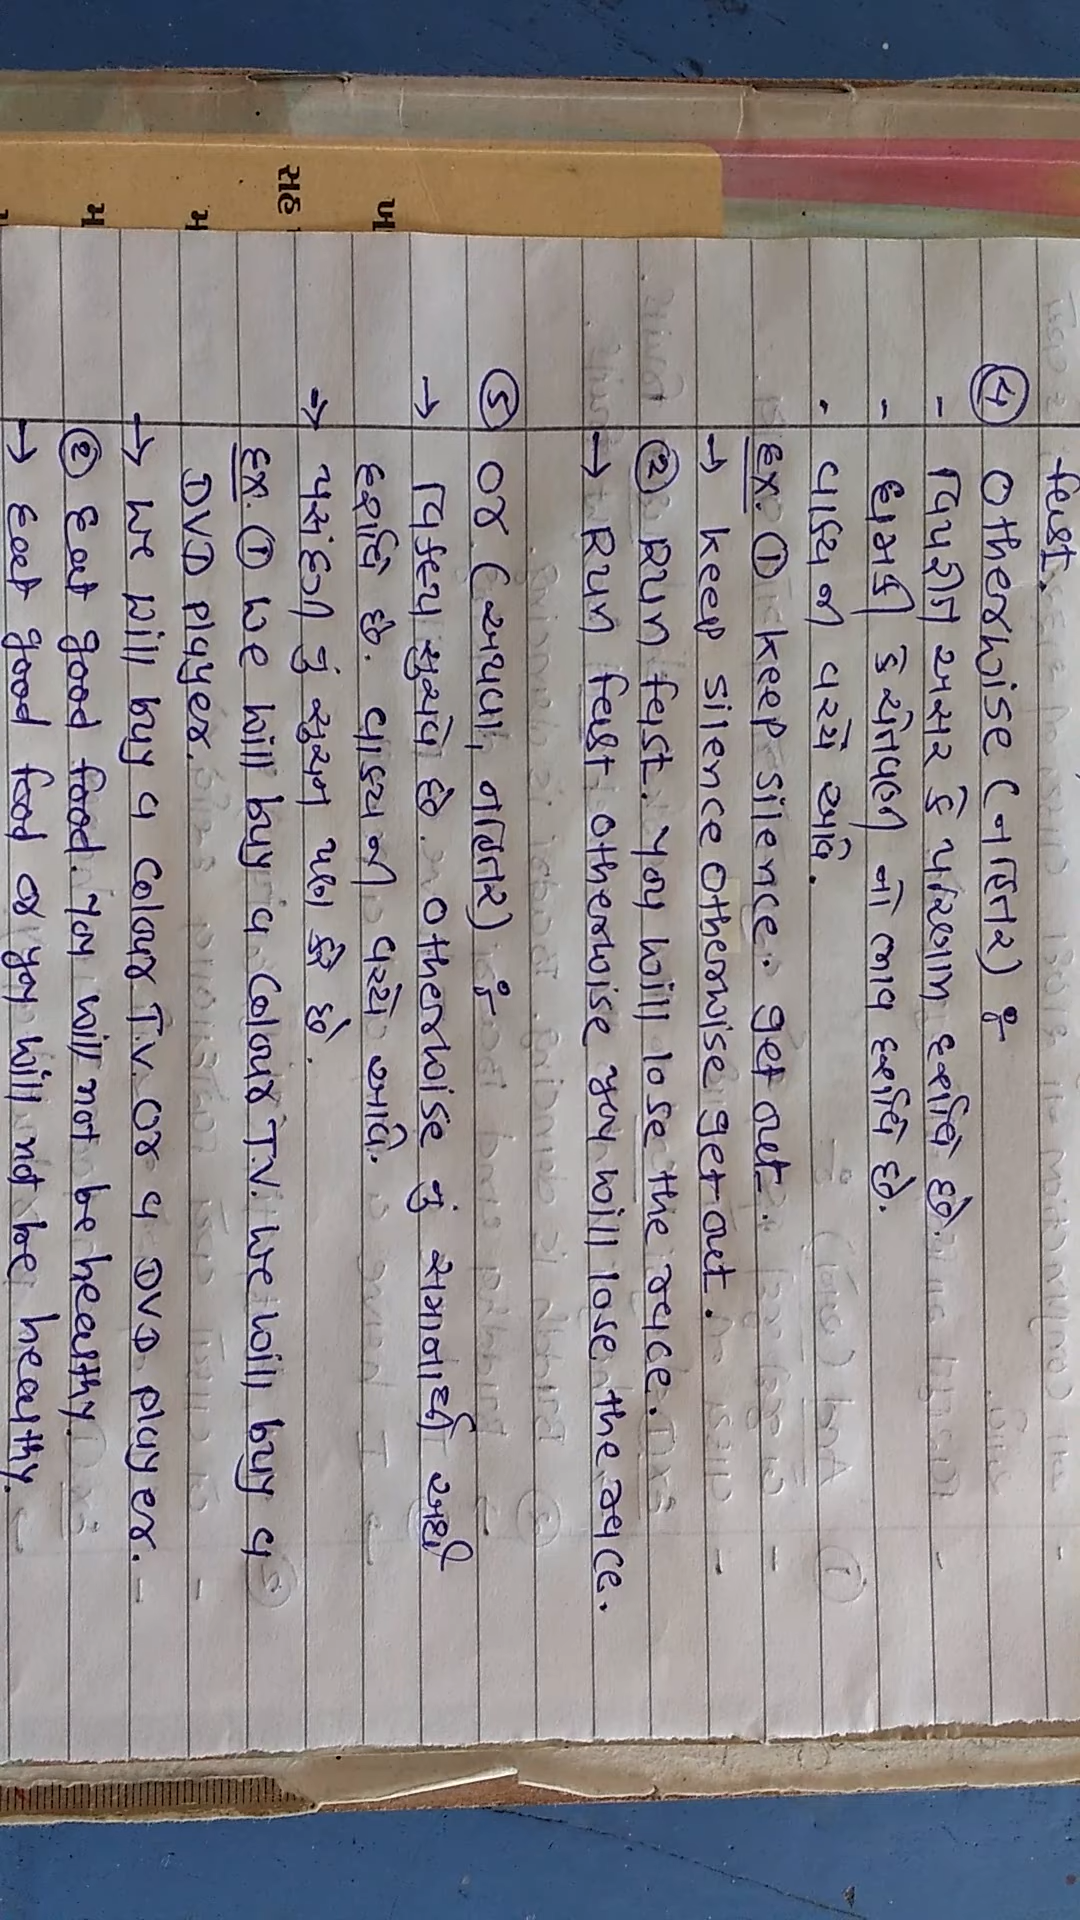 fast.
④ Otherwise (નહિતર) :-
- વિપરીત અસર કે પરિણામ દર્શાવે છે.
- ધમકી કે ચેતવણી નો ભાવ દર્શાવે છે.
• વાક્યની વચ્ચે આવે.
Ex. ① keep silence. get out.
→ keep silence otherwise get out.
② Run fast. you will lose the race.
→ Run fast otherwise you will lose the race.
⑤ Or (અથવા, નહિતર) :-
→ વિકલ્પ સુચવે છે. otherwise નું સમાનાર્થી અર્થ
દર્શાવે છે. વાક્યની વચ્ચે આવે.
→ પસંદગી નું સૂચન પણ કરે છે.
Ex. ① we will buy a colour T.V. we will buy a
DVD player.
→ we will buy a colour T.V. or a DVD player.
② Eat good food. you will not be healthy.
→ Eat good food or you will not be healthy.
સહ